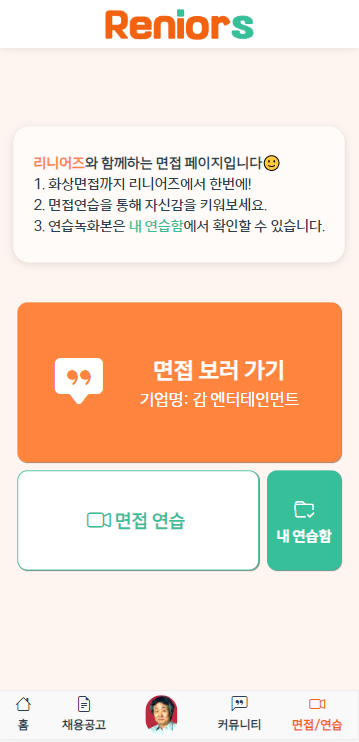 Reniors
리니어즈와 함께하는 면접 페이지입니다🙂
1. 화상면접까지 리니어즈에서 한번에!
2. 면접연습을 통해 자신감을 키워보세요.
3. 연습녹화본은 내 연습함에서 확인할 수 있습니다.
면접 보러 가기
기업명: 갑 엔터테인먼트
면접 연습
내 연습함
홈
채용공고
커뮤니티
면접/연습